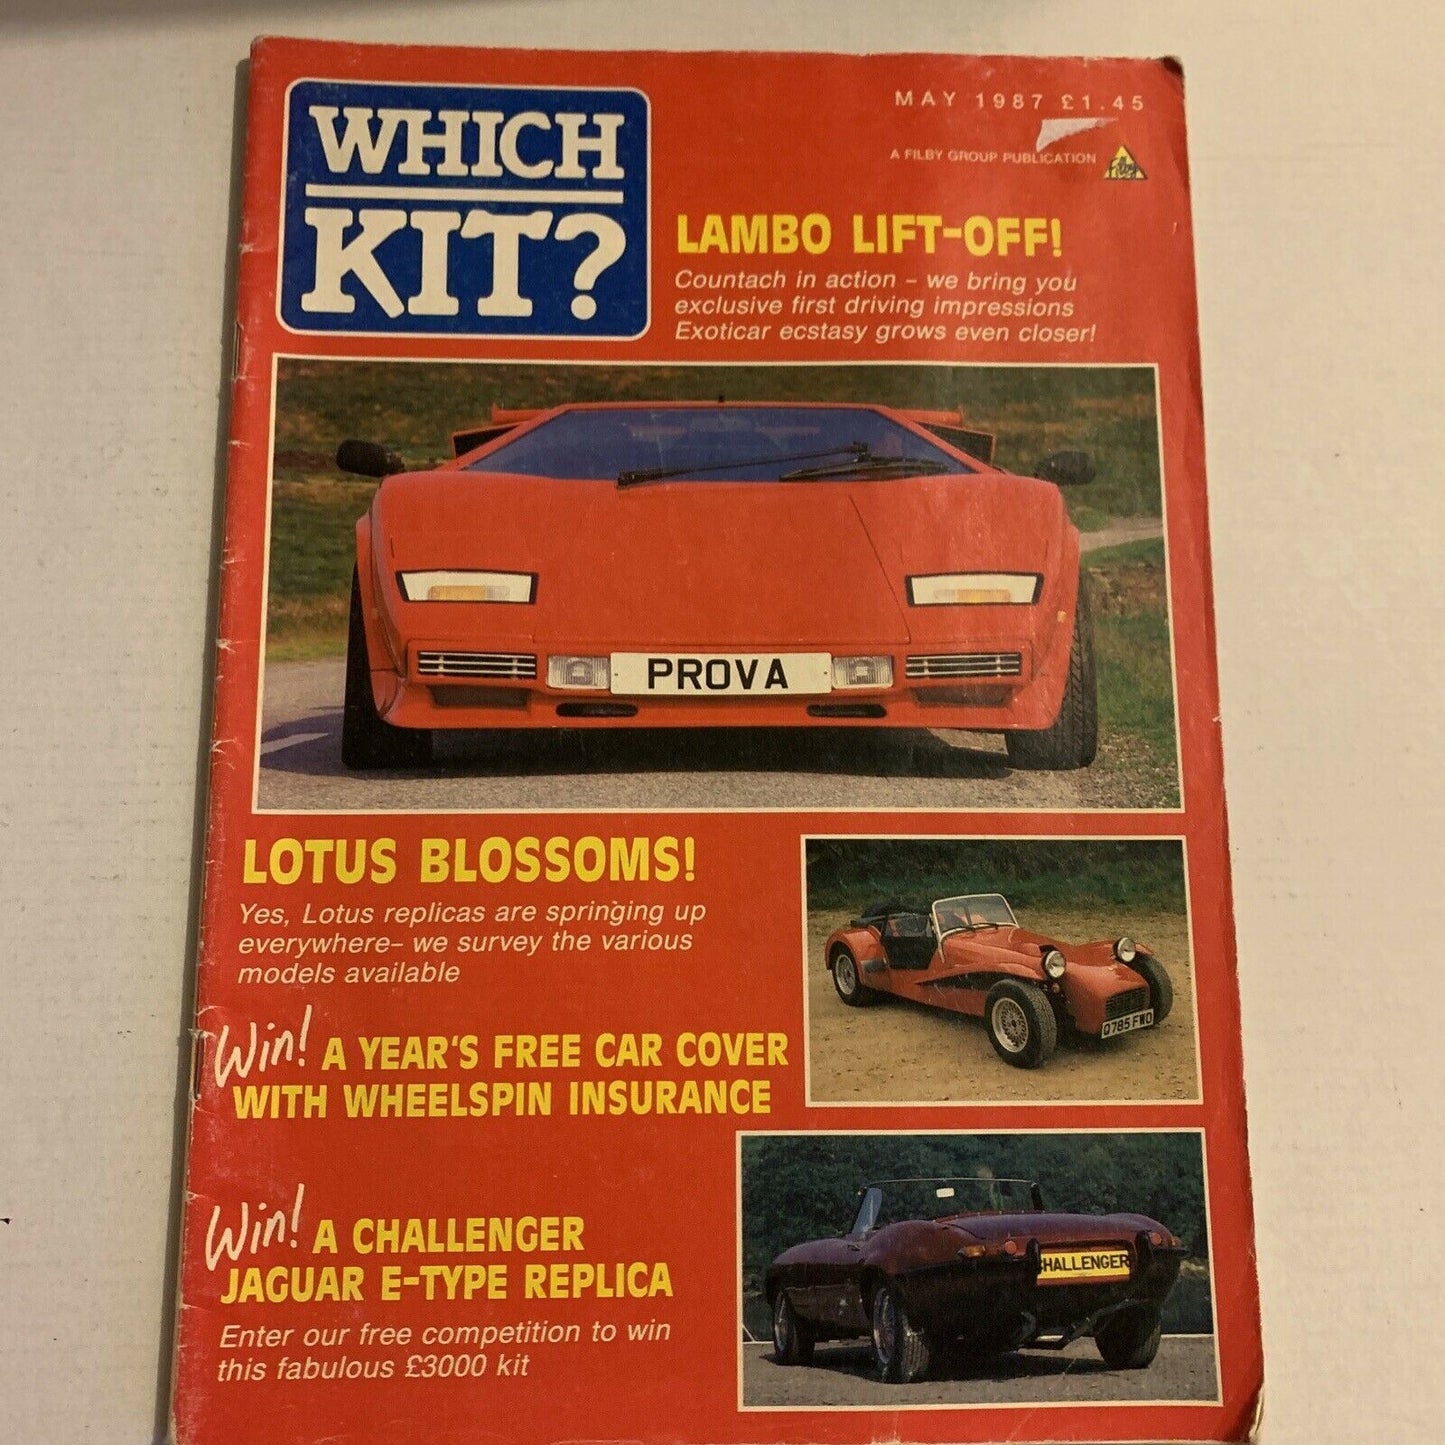 WHICH
KIT?
MAY 1987 £1.45
A FILBY GROUP PUBLICATION
Filby
LAMBO LIFT-OFF!
Countach in action – we bring you
exclusive first driving impressions
Exoticar ecstasy grows even closer!
PROVA
LOTUS BLOSSOMS!
Yes, Lotus replicas are springing up
everywhere– we survey the various
models available
Q785 FWO
Win! A YEAR'S FREE CAR COVER
WITH WHEELSPIN INSURANCE
Win! A CHALLENGER
JAGUAR E-TYPE REPLICA
Enter our free competition to win
this fabulous £3000 kit
CHALLENGER